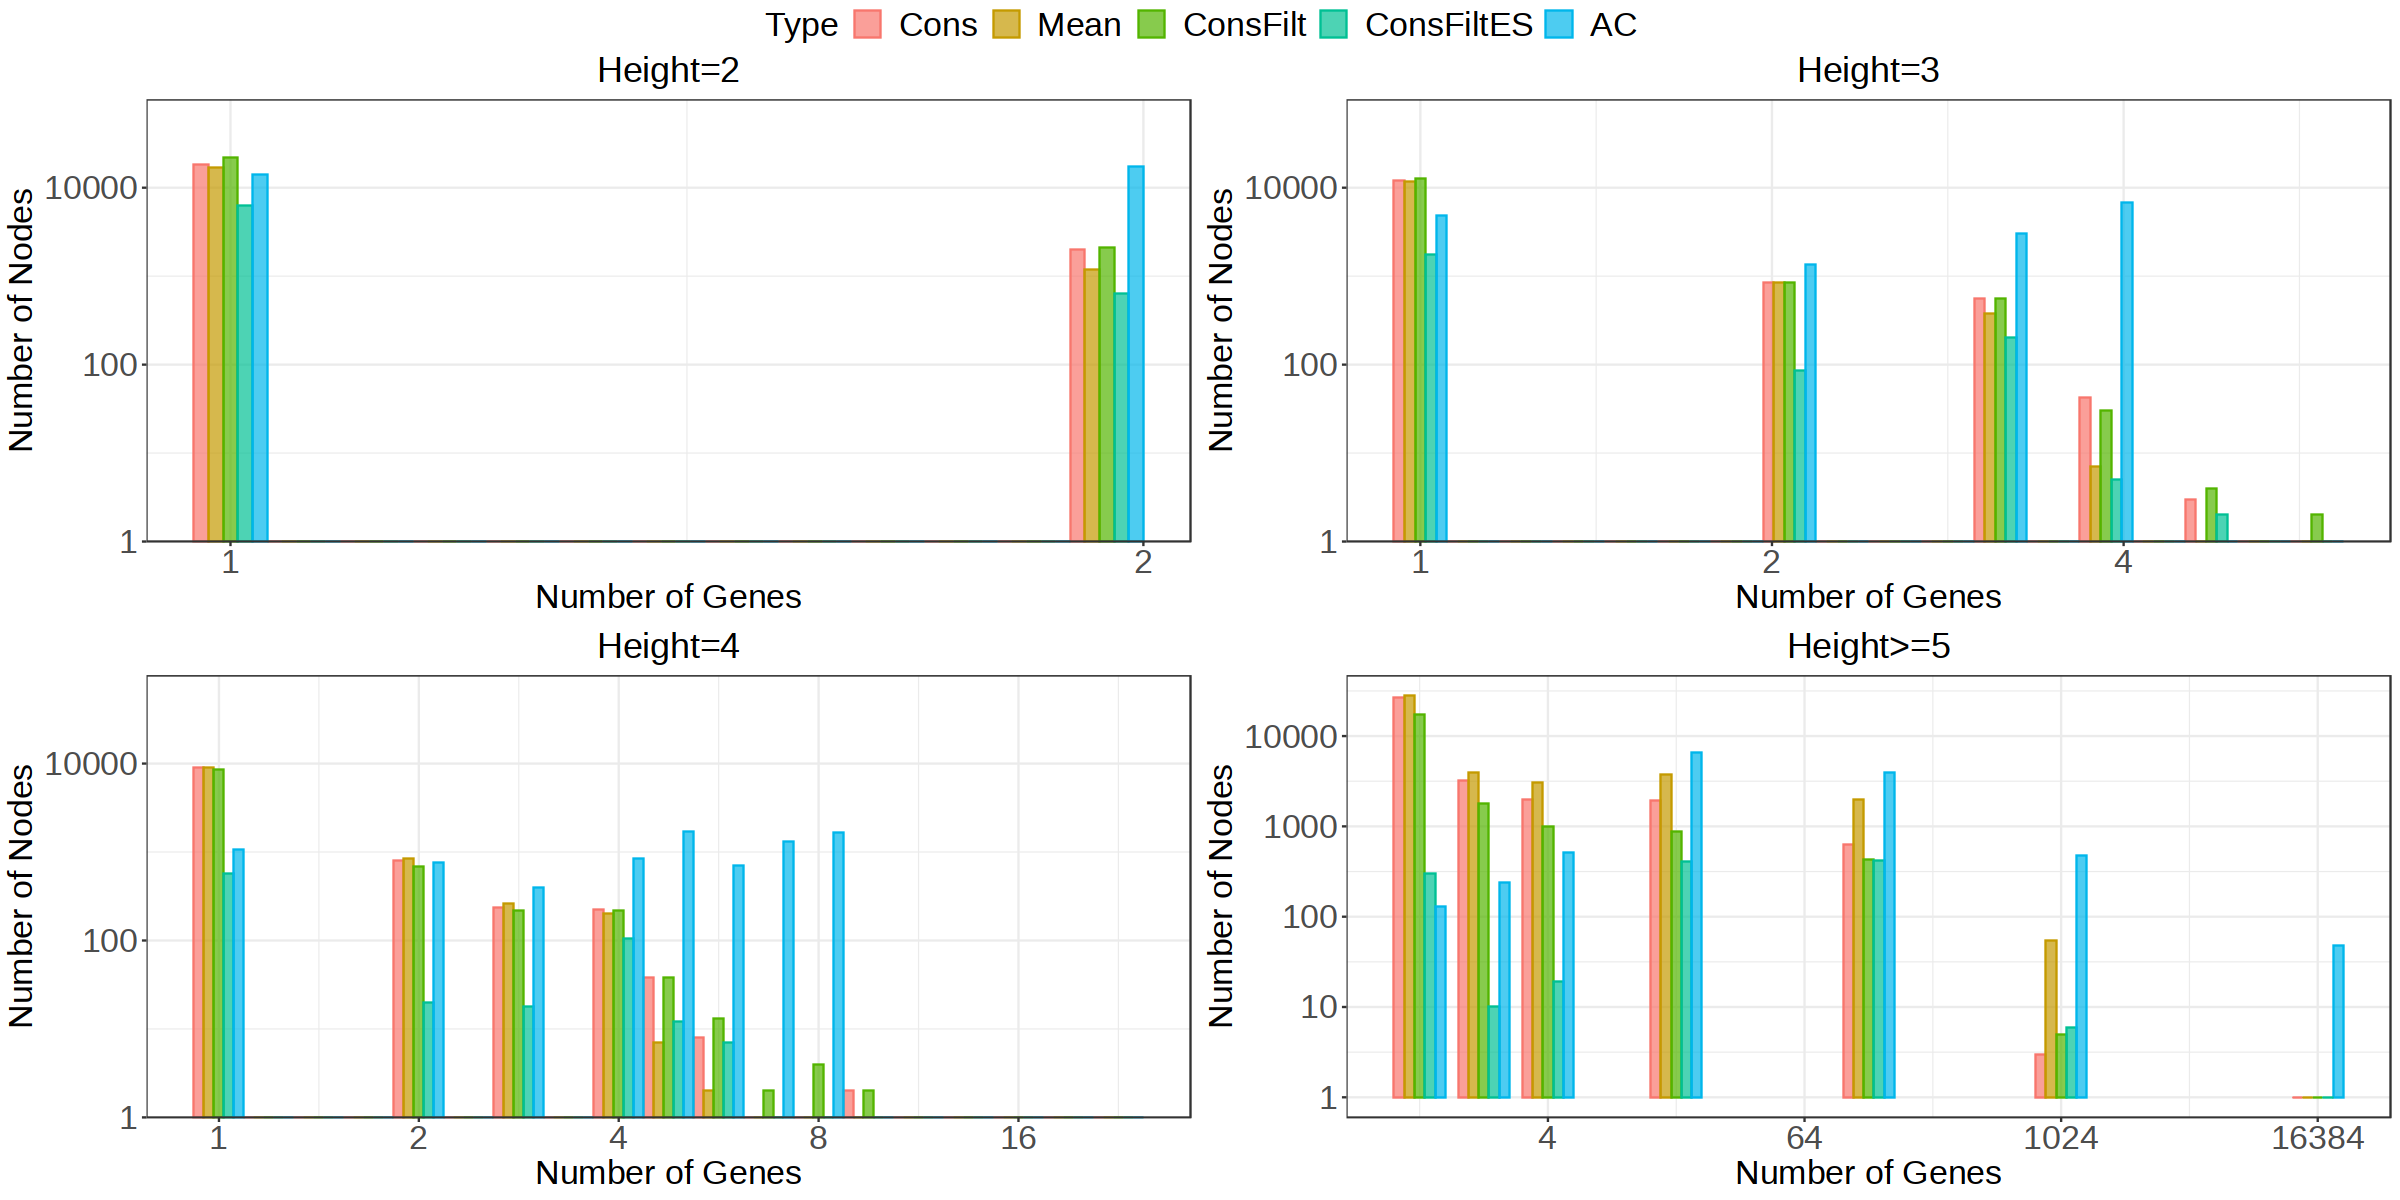 Type Cons Mean ConsFilt ConsFiltES AC
Height=2
Number of Nodes
10000
100
1
1 2
Number of Genes
Height=3
Number of Nodes
10000
100
1
1 2 4
Number of Genes
Height=4
Number of Nodes
10000
100
1
1 2 4 8 16
Number of Genes
Height>=5
Number of Nodes
10000
1000
100
10
1
4 64 1024 16384
Number of Genes